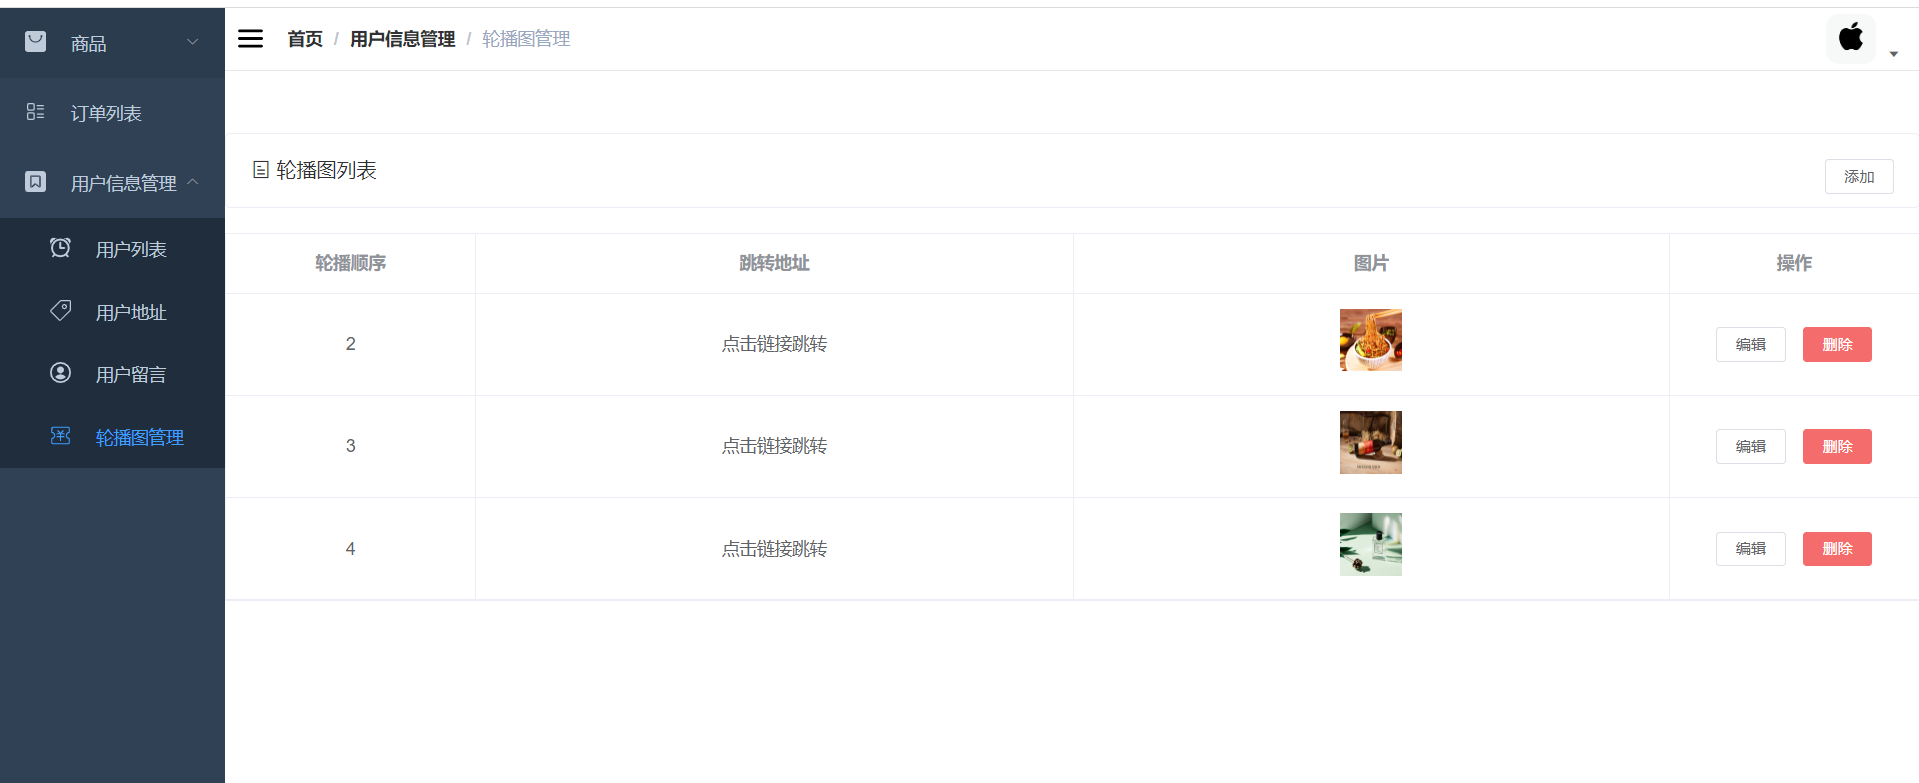 商品
订单列表
用户信息管理
用户列表
用户地址
用户留言
轮播图管理
首页 / 用户信息管理 / 轮播图管理
轮播图列表
添加
轮播顺序 跳转地址 图片 操作
2 点击链接跳转 编辑 删除
3 点击链接跳转 编辑 删除
4 点击链接跳转 编辑 删除